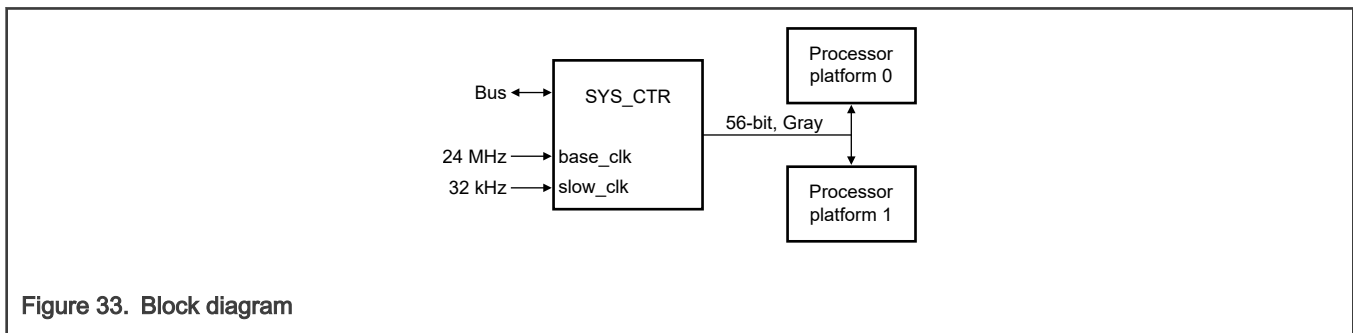 Bus
SYS_CTR
24 MHz
base_clk
32 kHz
slow_clk
56-bit, Gray
Processor
platform 0
Processor
platform 1
Figure 33. Block diagram